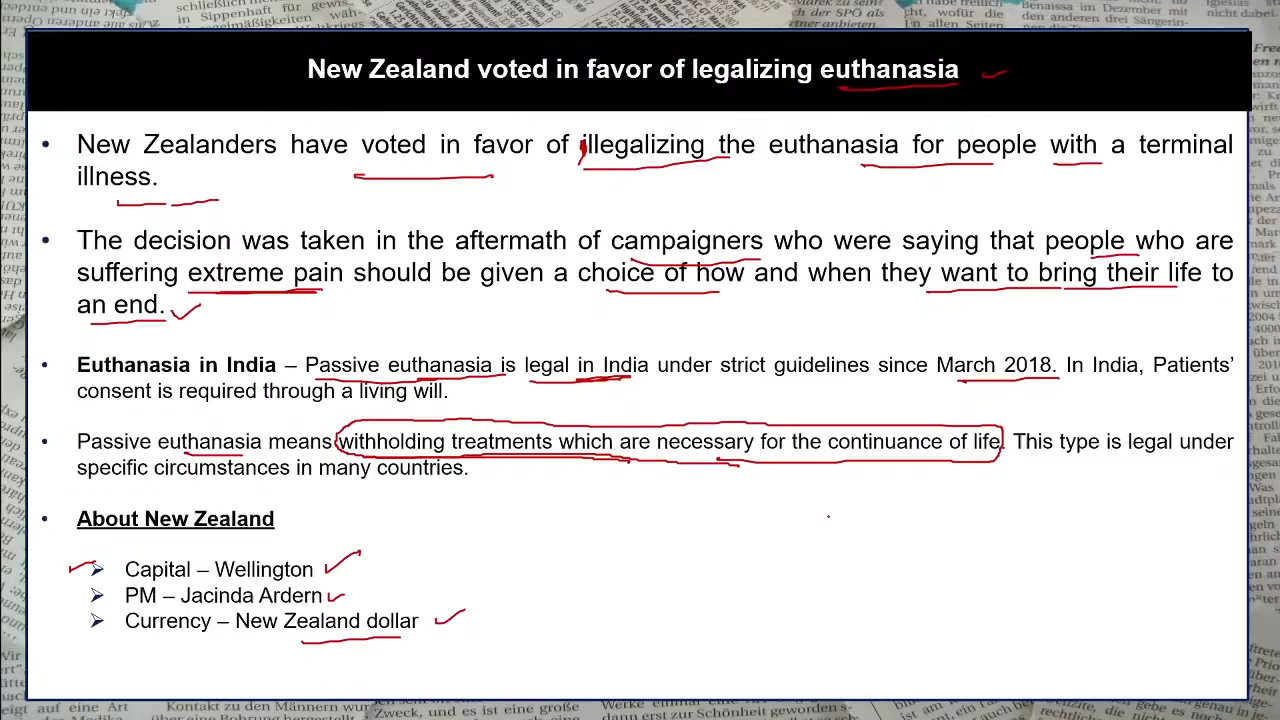 New Zealand voted in favor of legalizing euthanasia
• New Zealanders have voted in favor of illegalizing the euthanasia for people with a terminal
illness.
• The decision was taken in the aftermath of campaigners who were saying that people who are
suffering extreme pain should be given a choice of how and when they want to bring their life to
an end.
• Euthanasia in India – Passive euthanasia is legal in India under strict guidelines since March 2018. In India, Patients’
consent is required through a living will.
• Passive euthanasia means withholding treatments which are necessary for the continuance of life. This type is legal under
specific circumstances in many countries.
• About New Zealand
➢ Capital – Wellington
➢ PM – Jacinda Ardern
➢ Currency – New Zealand dollar